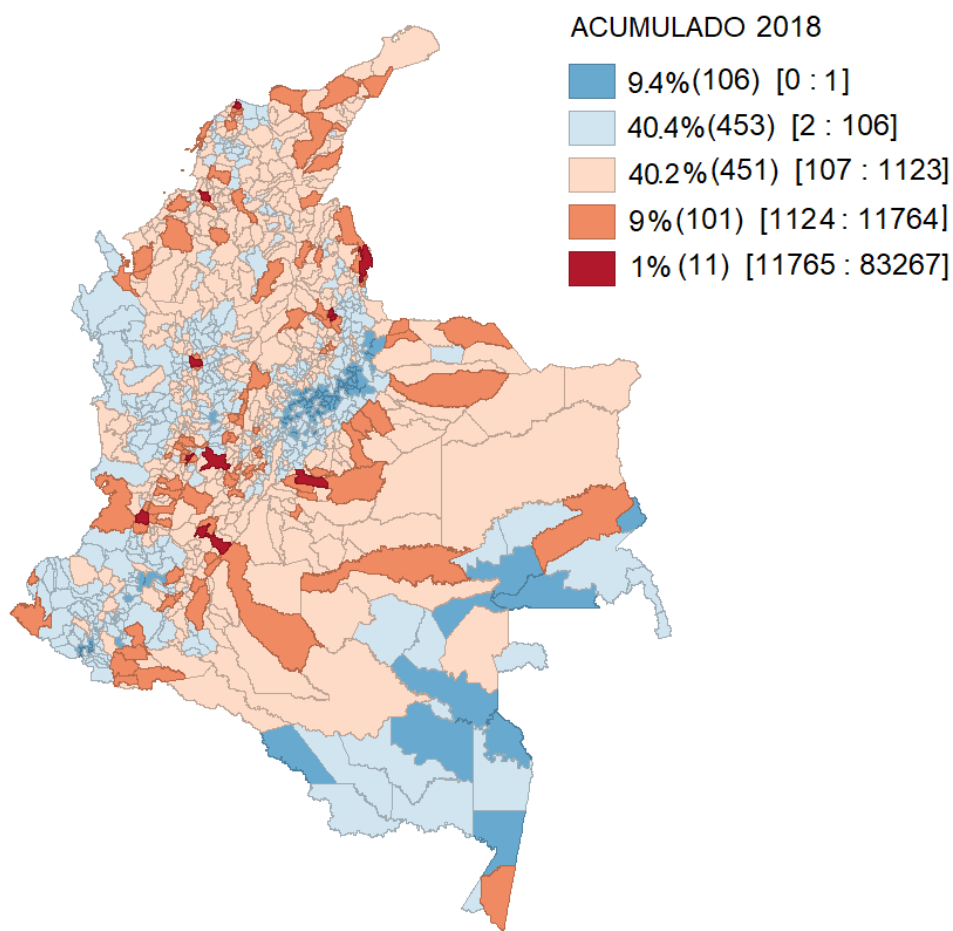 ACUMULADO 2018
9.4%(106) [0 : 1]
40.4%(453) [2 : 106]
40.2%(451) [107 : 1123]
9%(101) [1124 : 11764]
1%(11) [11765 : 83267]